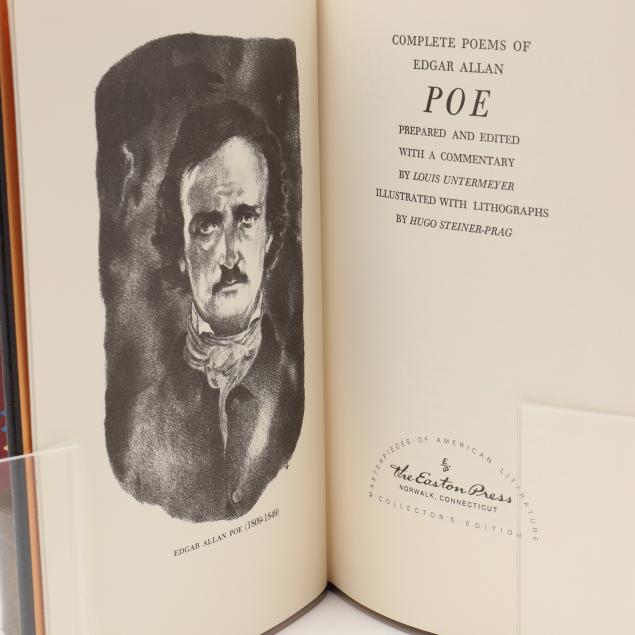 EDGAR ALLAN POE (1809-1849)
COMPLETE POEMS OF
EDGAR ALLAN
POE
PREPARED AND EDITED
WITH A COMMENTARY
BY LOUIS UNTERMEYER
ILLUSTRATED WITH LITHOGRAPHS
BY HUGO STEINER-PRAG
MASTERPIECES OF AMERICAN LITERATURE
E/P
the Easton Press
NORWALK, CONNECTICUT
COLLECTOR'S EDITION